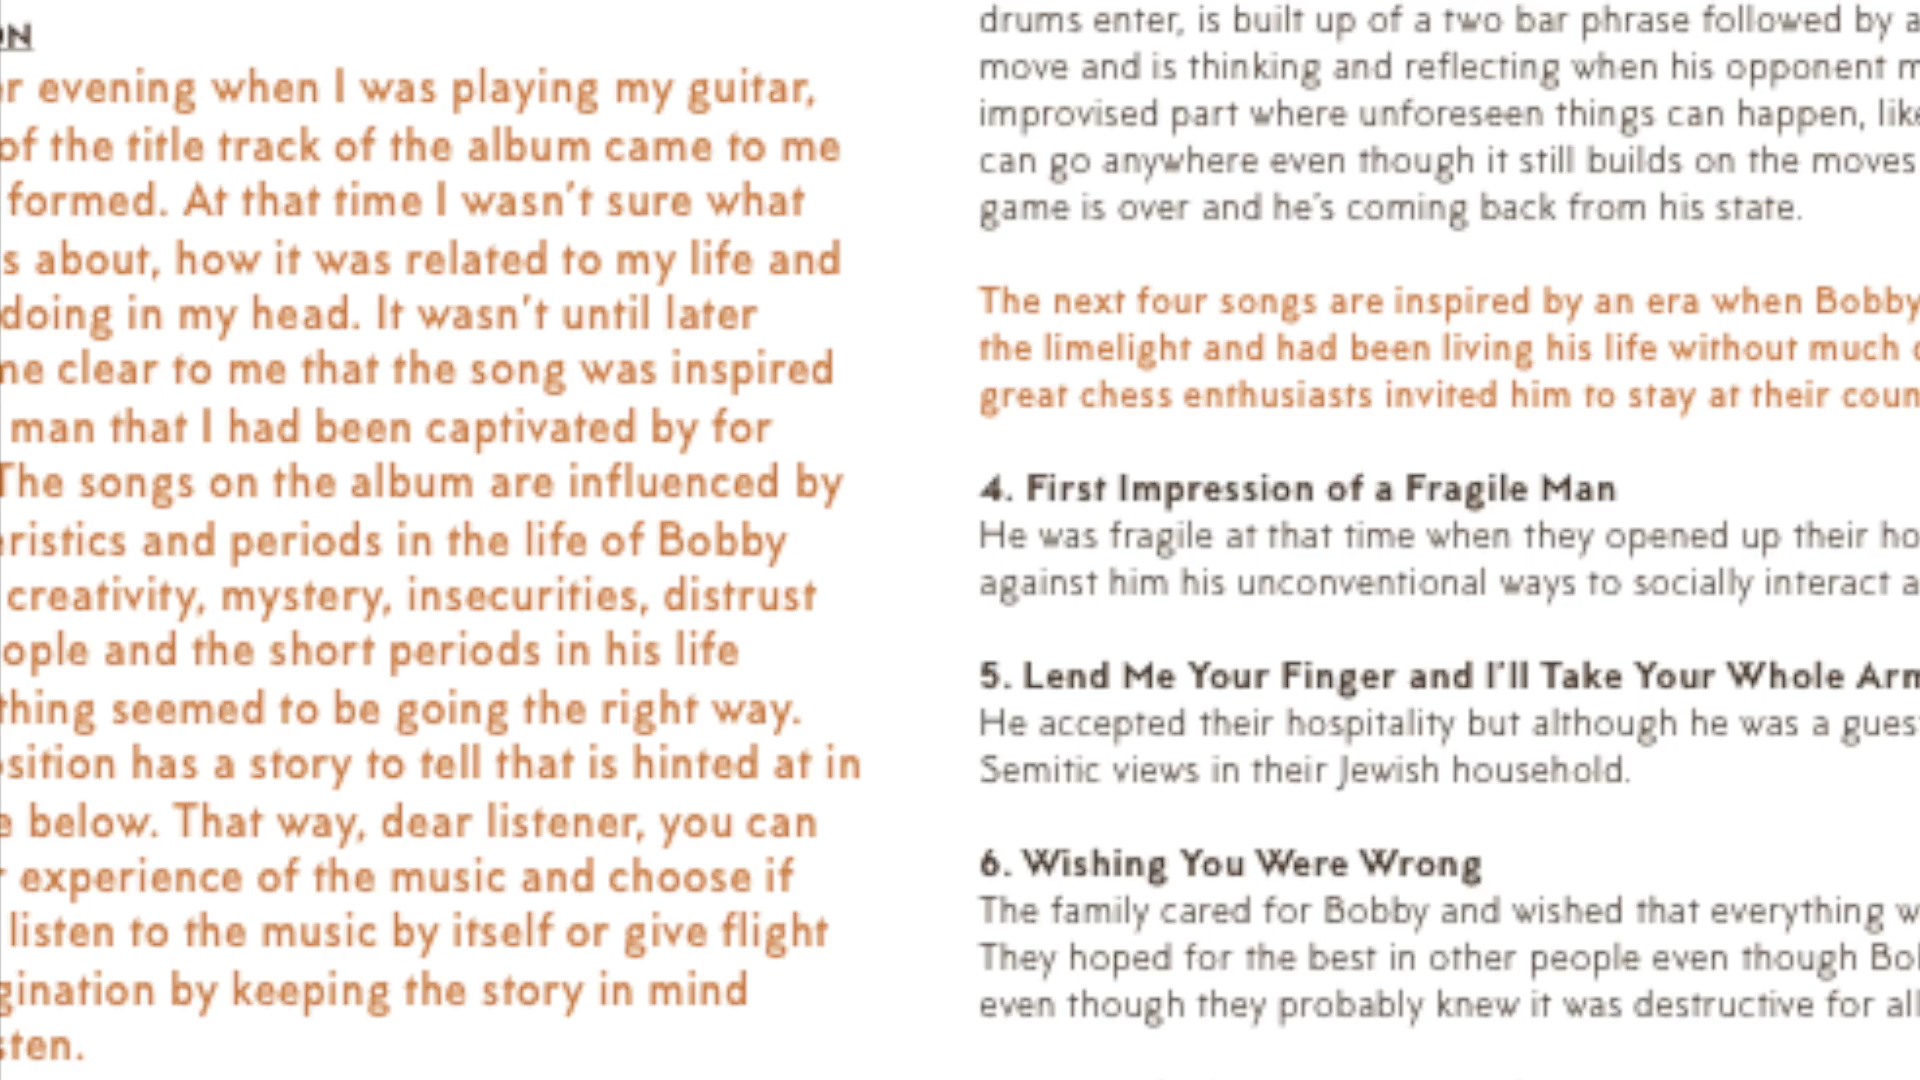 evening when I was playing my guitar,
of the title track of the album came to me
formed. At that time I wasn't sure what
about, how it was related to my life and
doing in my head. It wasn't until later
clear to me that the song was inspired
man that I had been captivated by for
The songs on the album are influenced by
and periods in the life of Bobby
creativity, mystery, insecurities, distrust
and the short periods in his life
seemed to be going the right way.
has a story to tell that is hinted at in
below. That way, dear listener, you can
experience of the music and choose if
listen to the music by itself or give flight
by keeping the story in mind
drums enter, is built up of a two bar phrase followed by a
move and is thinking and reflecting when his opponent
improvised part where unforeseen things can happen, like
can go anywhere even though it still builds on the moves
game is over and he's coming back from his state.
The next four songs are inspired by an era when Bobby
the limelight and had been living his life without much
great chess enthusiasts invited him to stay at their
4. First Impression of a Fragile Man
He was fragile at that time when they opened up their
against him his unconventional ways to socially interact
5. Lend Me Your Finger and I'll Take Your Whole Arm
He accepted their hospitality but although he was a
Semitic views in their Jewish household.
6. Wishing You Were Wrong
The family cared for Bobby and wished that everything
They hoped for the best in other people even though
even though they probably knew it was destructive for all